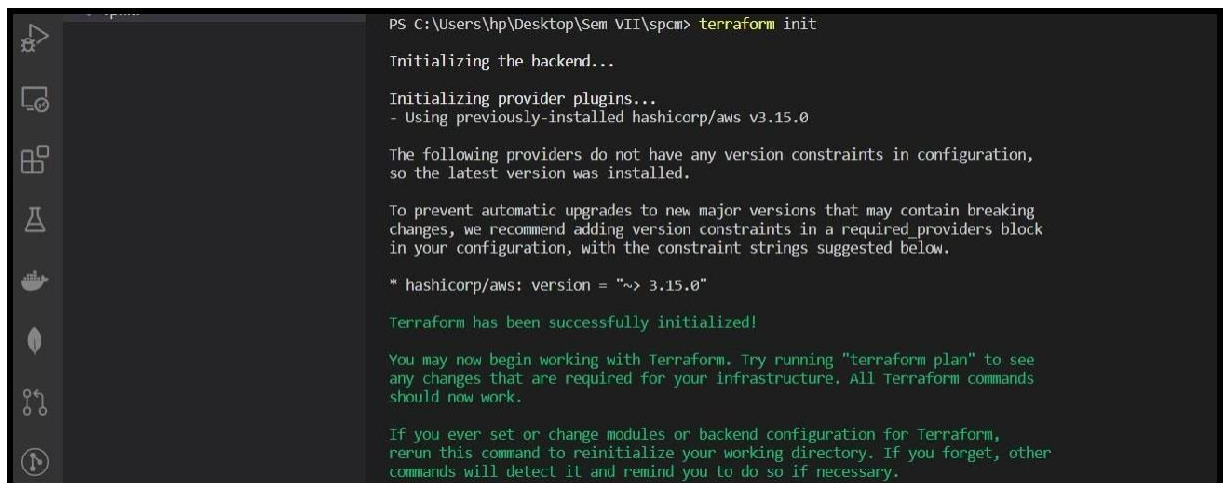 PS C:\Users\hp\Desktop\Sem VII\spcm> terraform init
Initializing the backend...
Initializing provider plugins...
- Using previously-installed hashicorp/aws v3.15.0
The following providers do not have any version constraints in configuration,
so the latest version was installed.
To prevent automatic upgrades to new major versions that may contain breaking
changes, we recommend adding version constraints in a required_providers block
in your configuration, with the constraint strings suggested below.
* hashicorp/aws: version = "~> 3.15.0"
Terraform has been successfully initialized!
You may now begin working with Terraform. Try running "terraform plan" to see
any changes that are required for your infrastructure. All Terraform commands
should now work.
If you ever set or change modules or backend configuration for Terraform,
rerun this command to reinitialize your working directory. If you forget, other
commands will detect it and remind you to do so if necessary.